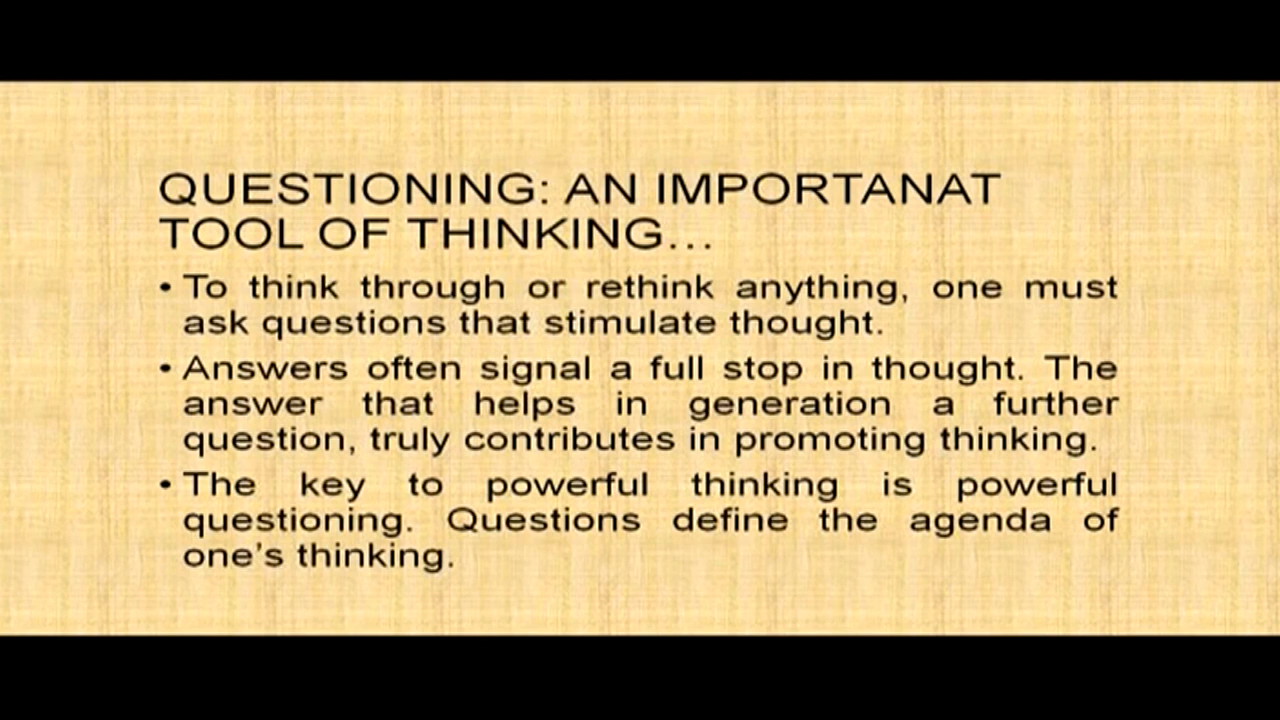 QUESTIONING: AN IMPORTANAT
TOOL OF THINKING...
• To think through or rethink anything, one must
ask questions that stimulate thought.
• Answers often signal a full stop in thought. The
answer that helps in generation a further
question, truly contributes in promoting thinking.
• The key to powerful thinking is powerful
questioning. Questions define the agenda of
one’s thinking.